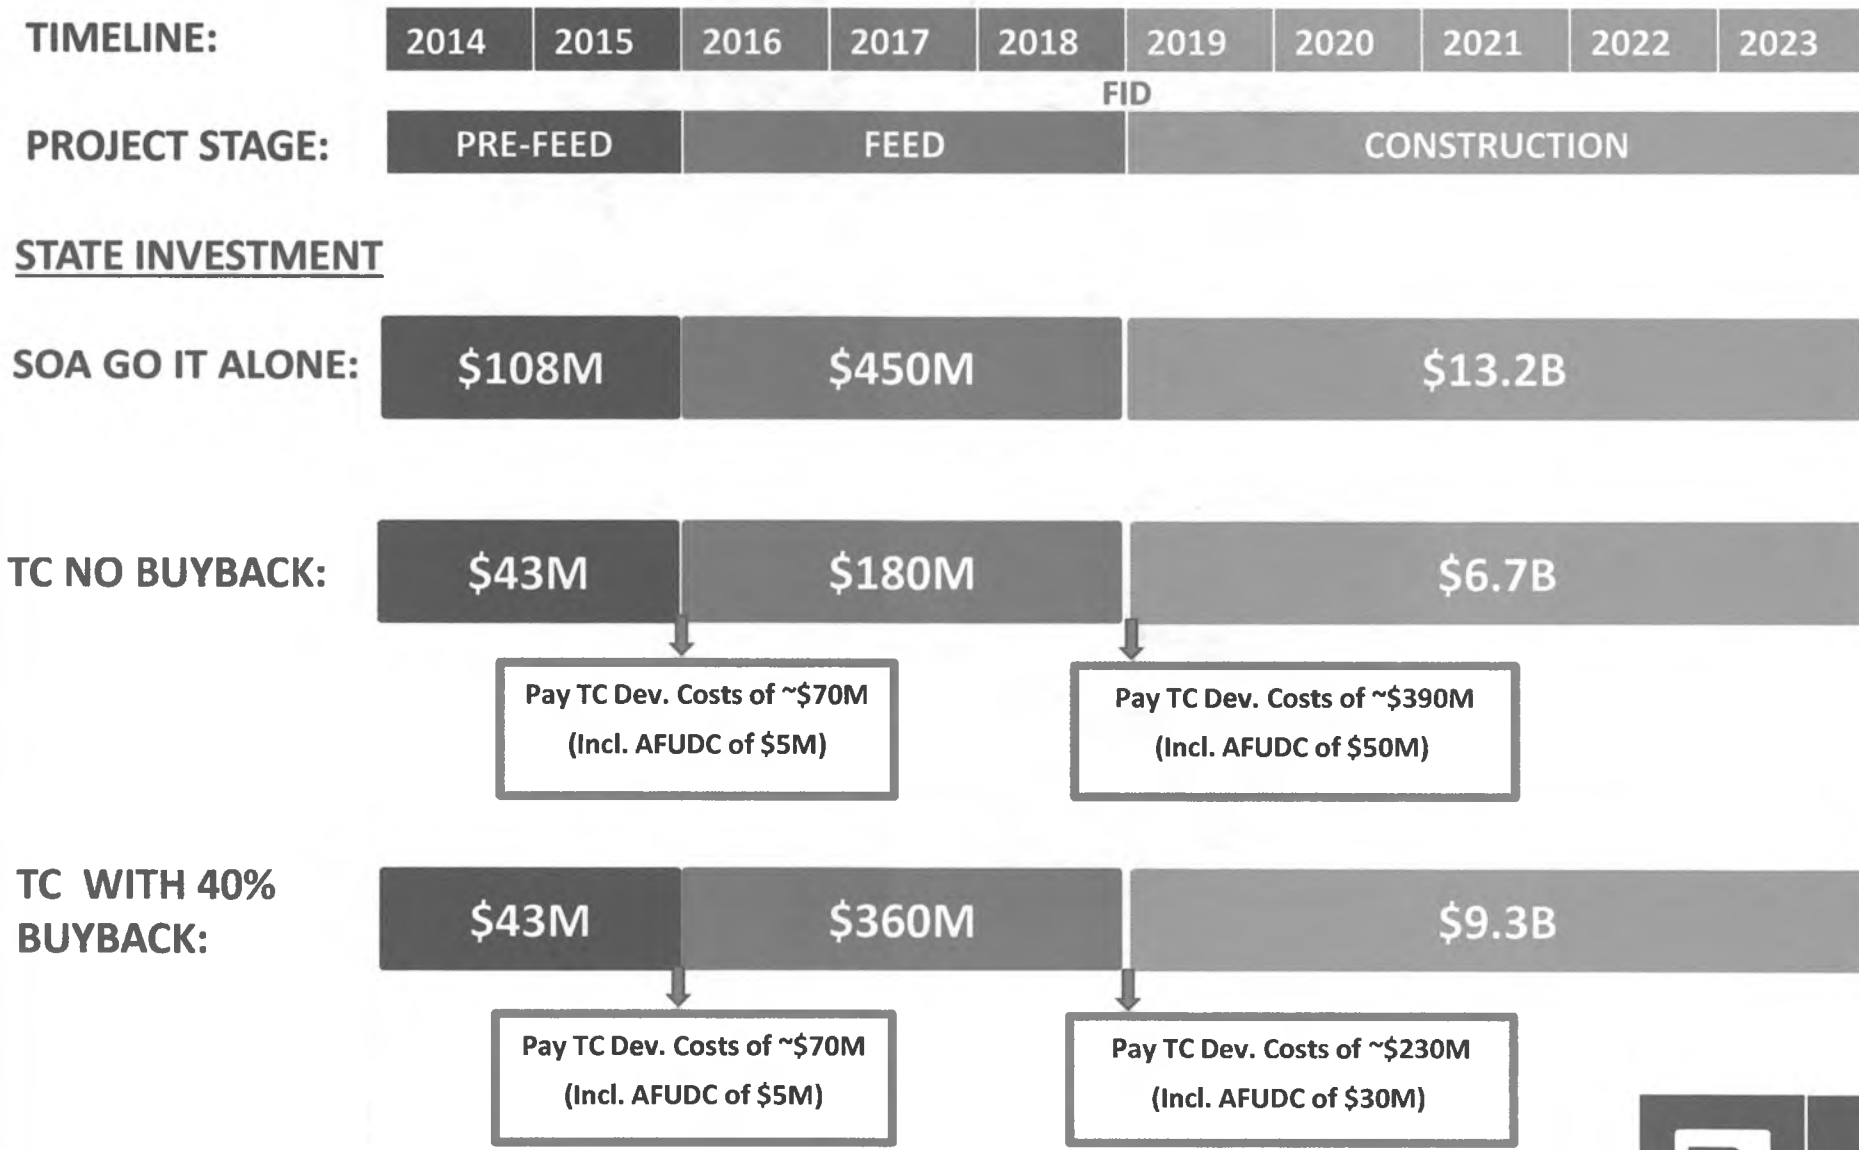 TIMELINE: 2014 2015 2016 2017 2018 2019 2020 2021 2022 2023
FID
PROJECT STAGE: PRE-FEED FEED CONSTRUCTION
STATE INVESTMENT
SOA GO IT ALONE: $108M $450M $13.2B
TC NO BUYBACK: $43M $180M $6.7B
Pay TC Dev. Costs of ~$70M
(Incl. AFUDC of $5M)
Pay TC Dev. Costs of ~$390M
(Incl. AFUDC of $50M)
TC WITH 40%
BUYBACK:
$43M $360M $9.3B
Pay TC Dev. Costs of ~$70M
(Incl. AFUDC of $5M)
Pay TC Dev. Costs of ~$230M
(Incl. AFUDC of $30M)